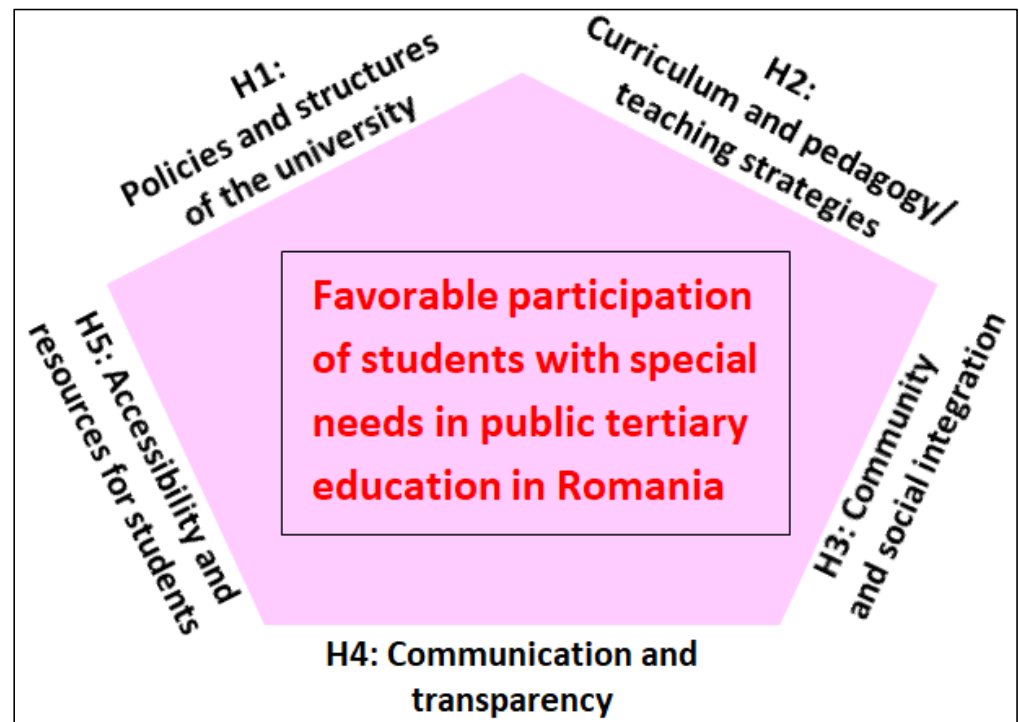 H1:
Policies and structures
of the university
H2:
Curriculum and pedagogy/
teaching strategies
Favorable participation
of students with special
needs in public tertiary
education in Romania
H3: Community
and social integration
H4: Communication and
transparency
H5: Accessibility and
resources for students